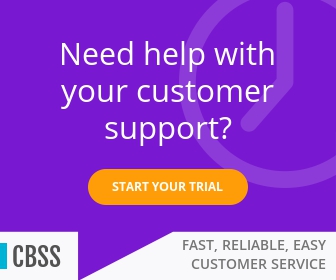 Need help with
your customer
support?
START YOUR TRIAL
CBSS
FAST, RELIABLE, EASY
CUSTOMER SERVICE